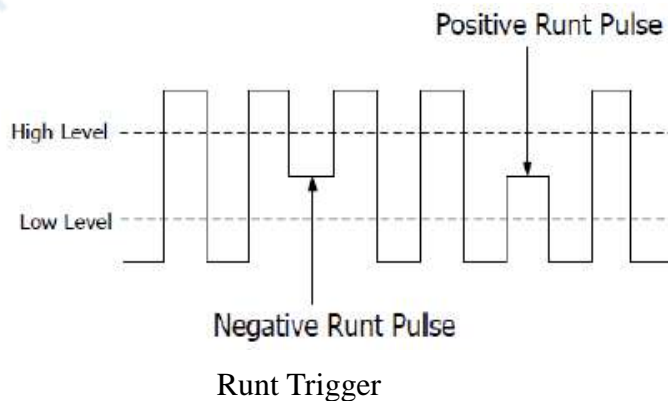 Positive Runt Pulse
High Level
Low Level
Negative Runt Pulse
Runt Trigger